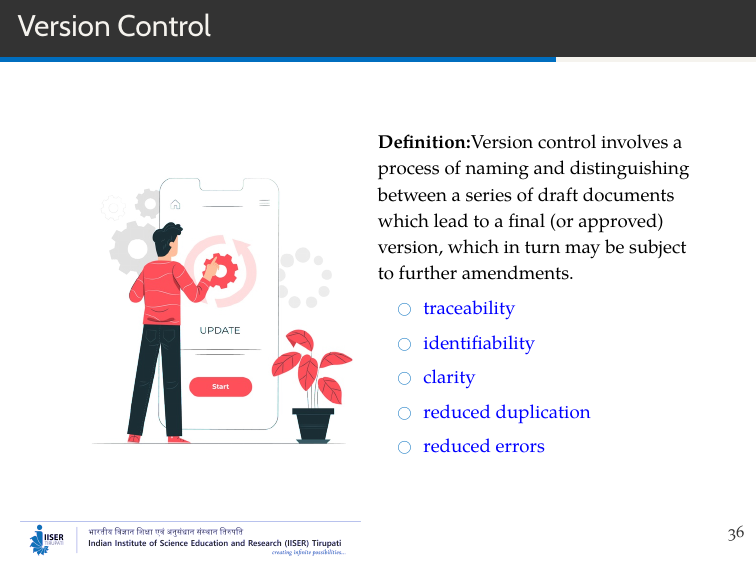 Version Control
Definition:Version control involves a
process of naming and distinguishing
between a series of draft documents
which lead to a final (or approved)
version, which in turn may be subject
to further amendments.
traceability
identifiability
clarity
reduced duplication
reduced errors
UPDATE
Start
IISER
TIRUPATI
भारतीय विज्ञान शिक्षा एवं अनुसंधान संस्थान तिरुपति
Indian Institute of Science Education and Research (IISER) Tirupati
creating infinite possibilities...
36